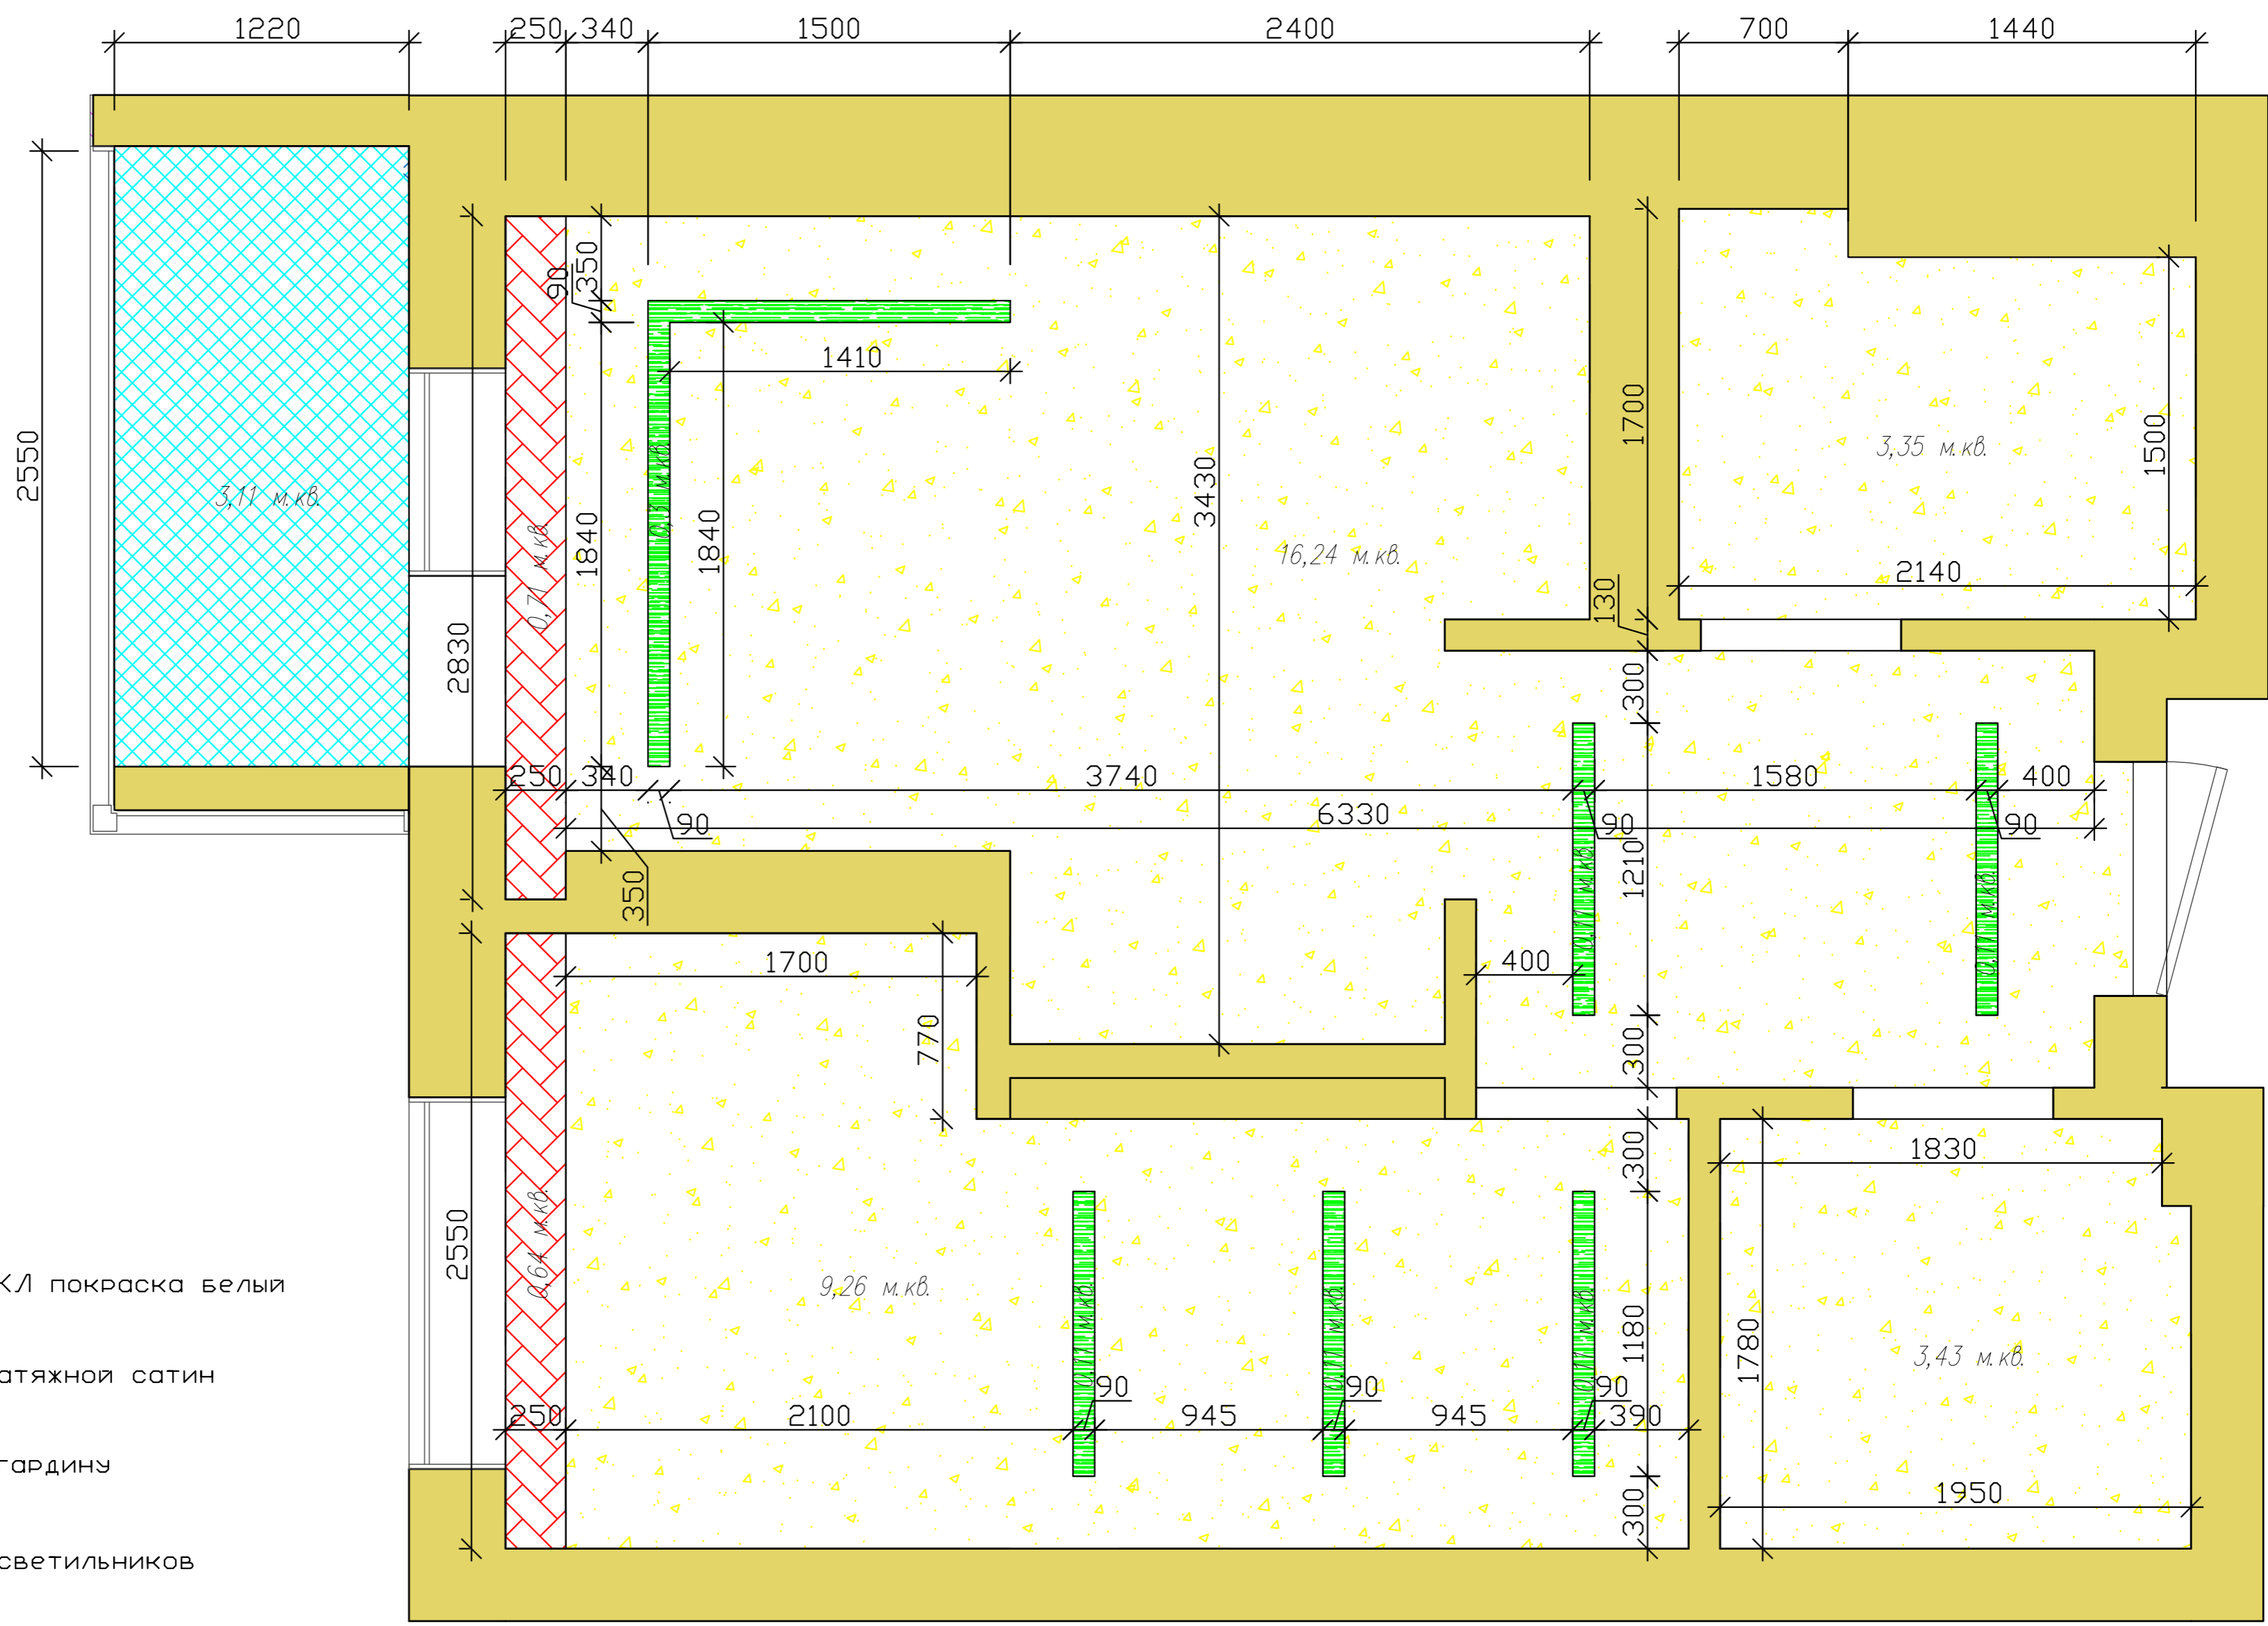 1220
250
340
1500
2400
700
1440
2550
3,11 м.кв.
90
350
1410
1840
1840
0,3 м.кв.
0,71 м.кв.
2830
3430
16,24 м.кв.
1700
3,35 м.кв.
1500
2140
130
300
250
340
3740
1580
400
90
6330
90
90
350
1210
0,11 м.кв.
0,11 м.кв.
400
1700
770
300
300
1830
2550
0,64 м.кв.
9,26 м.кв.
0,11 м.кв.
0,11 м.кв.
0,11 м.кв.
1180
1780
3,43 м.кв.
90
90
90
250
2100
945
945
390
1950
300
КЛ покраска белый
атяжной сатин
гардину
светильников